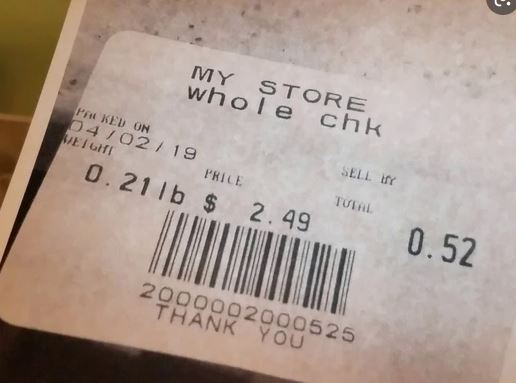 MY STORE
whole chk
PACKED ON
04/02/19
SELL BY
WEIGHT PRICE TOTAL
0.21lb $ 2.49 0.52
2000002000525
THANK YOU